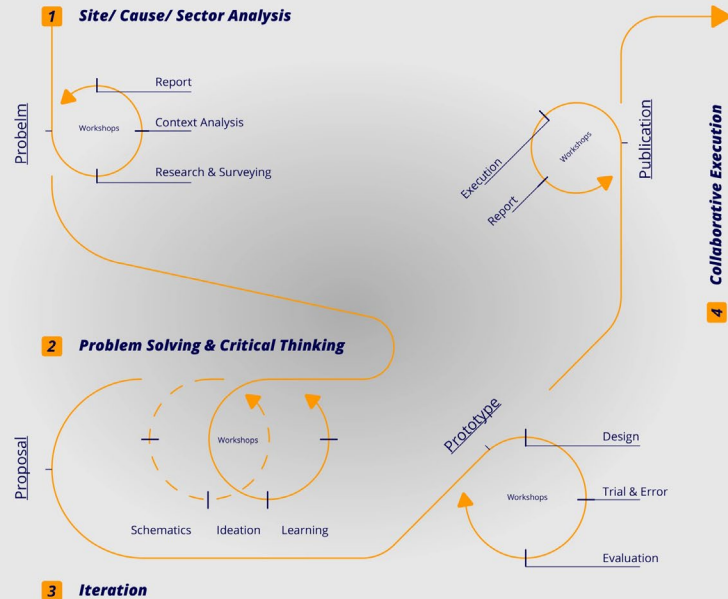 1 Site/ Cause/ Sector Analysis
Probelm
Workshops
Report
Context Analysis
Research & Surveying
2 Problem Solving & Critical Thinking
Proposal
Workshops
Schematics
Ideation
Learning
3 Iteration
Prototype
Workshops
Design
Trial & Error
Evaluation
4 Collaborative Execution
Publication
Workshops
Execution
Report